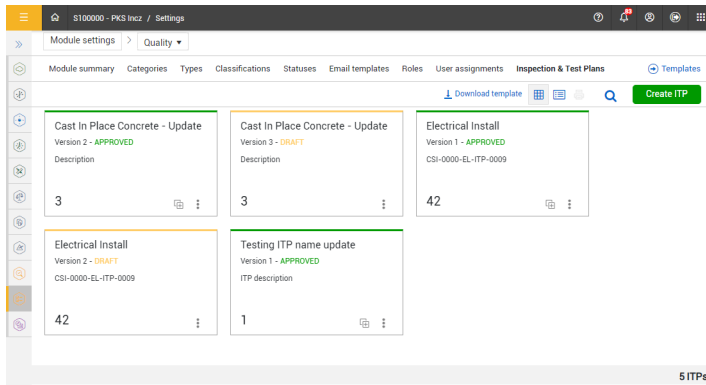 S100000 - PKS Incz / Settings
83
Module settings > Quality
Module summary Categories Types Classifications Statuses Email templates Roles User assignments Inspection & Test Plans Templates
Download template Create ITP
Cast In Place Concrete - Update
Version 2 - APPROVED
Description
3
Cast In Place Concrete - Update
Version 3 - DRAFT
Description
3
Electrical Install
Version 1 - APPROVED
CSI-0000-EL-ITP-0009
42
Electrical Install
Version 2 - DRAFT
CSI-0000-EL-ITP-0009
42
Testing ITP name update
Version 1 - APPROVED
ITP description
1
5 ITPs